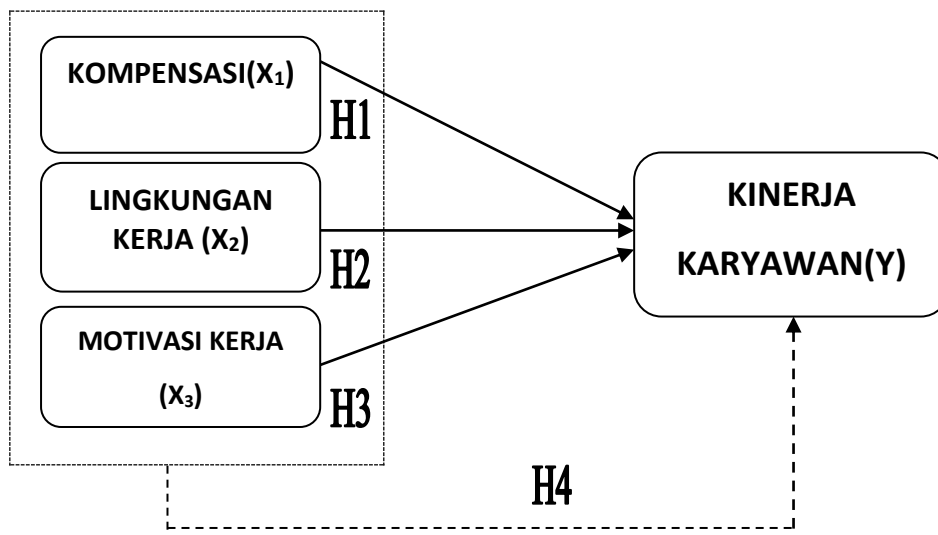 KOMPENSASI(X₁)
H1
LINGKUNGAN
KERJA (X₂)
H2
MOTIVASI KERJA
(X₃)
H3
KINERJA
KARYAWAN(Y)
H4